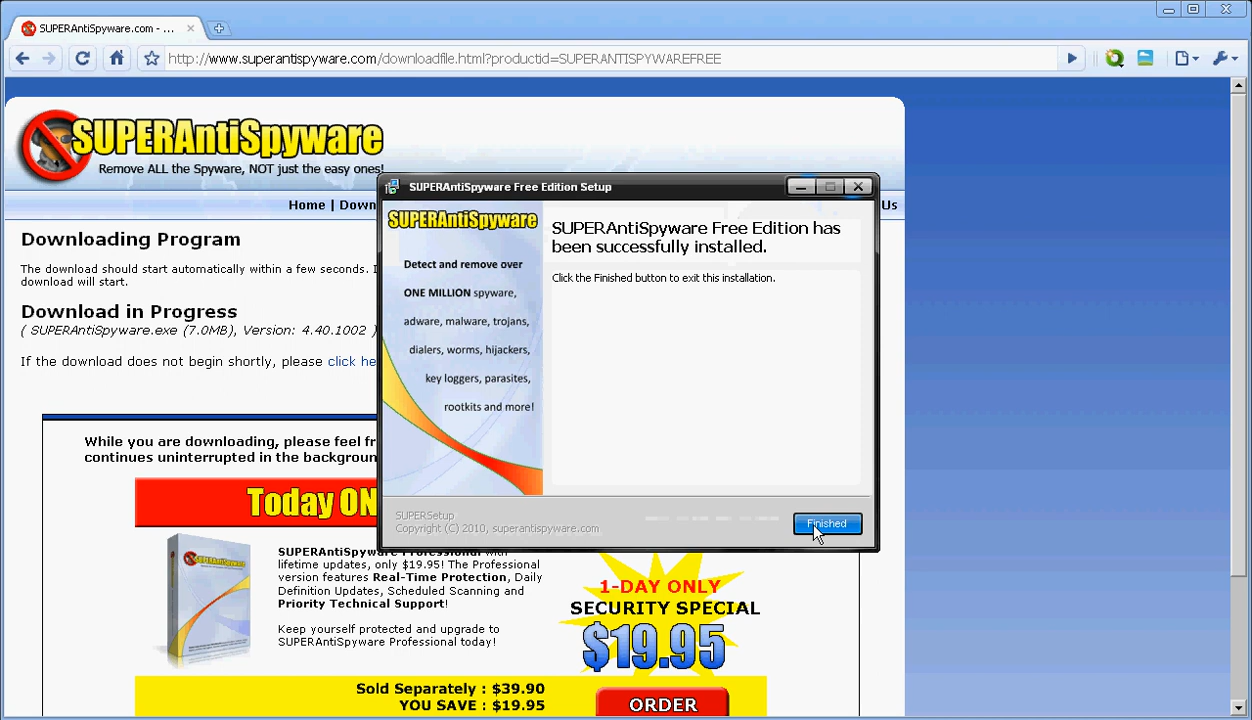 SUPERAntiSpyware.com - ...
http://www.superantispyware.com/downloadfile.html?productid=SUPERANTISPYWAREFREE
SUPERAntiSpyware
Remove ALL the Spyware, NOT just the easy ones!
Home | Down
Us
Downloading Program
The download should start automatically within a few seconds. I
download will start.
Download in Progress
( SUPERAntiSpyware.exe (7.0MB), Version: 4.40.1002 )
If the download does not begin shortly, please click he
While you are downloading, please feel fr
continues uninterrupted in the backgroun
Today ON
SUPERAntiSpyware Professional with
lifetime updates, only $19.95! The Professional
version features Real-Time Protection, Daily
Definition Updates, Scheduled Scanning and
Priority Technical Support!
Keep yourself protected and upgrade to
SUPERAntiSpyware Professional today!
1-DAY ONLY
SECURITY SPECIAL
$19.95
Sold Separately : $39.90
YOU SAVE : $19.95
ORDER
SUPERAntiSpyware Free Edition Setup
SUPERAntiSpyware
Detect and remove over
ONE MILLION spyware,
adware, malware, trojans,
dialers, worms, hijackers,
key loggers, parasites,
rootkits and more!
SUPERAntiSpyware Free Edition has
been successfully installed.
Click the Finished button to exit this installation.
SUPERSetup
Copyright (C) 2010, superantispyware.com
Finished